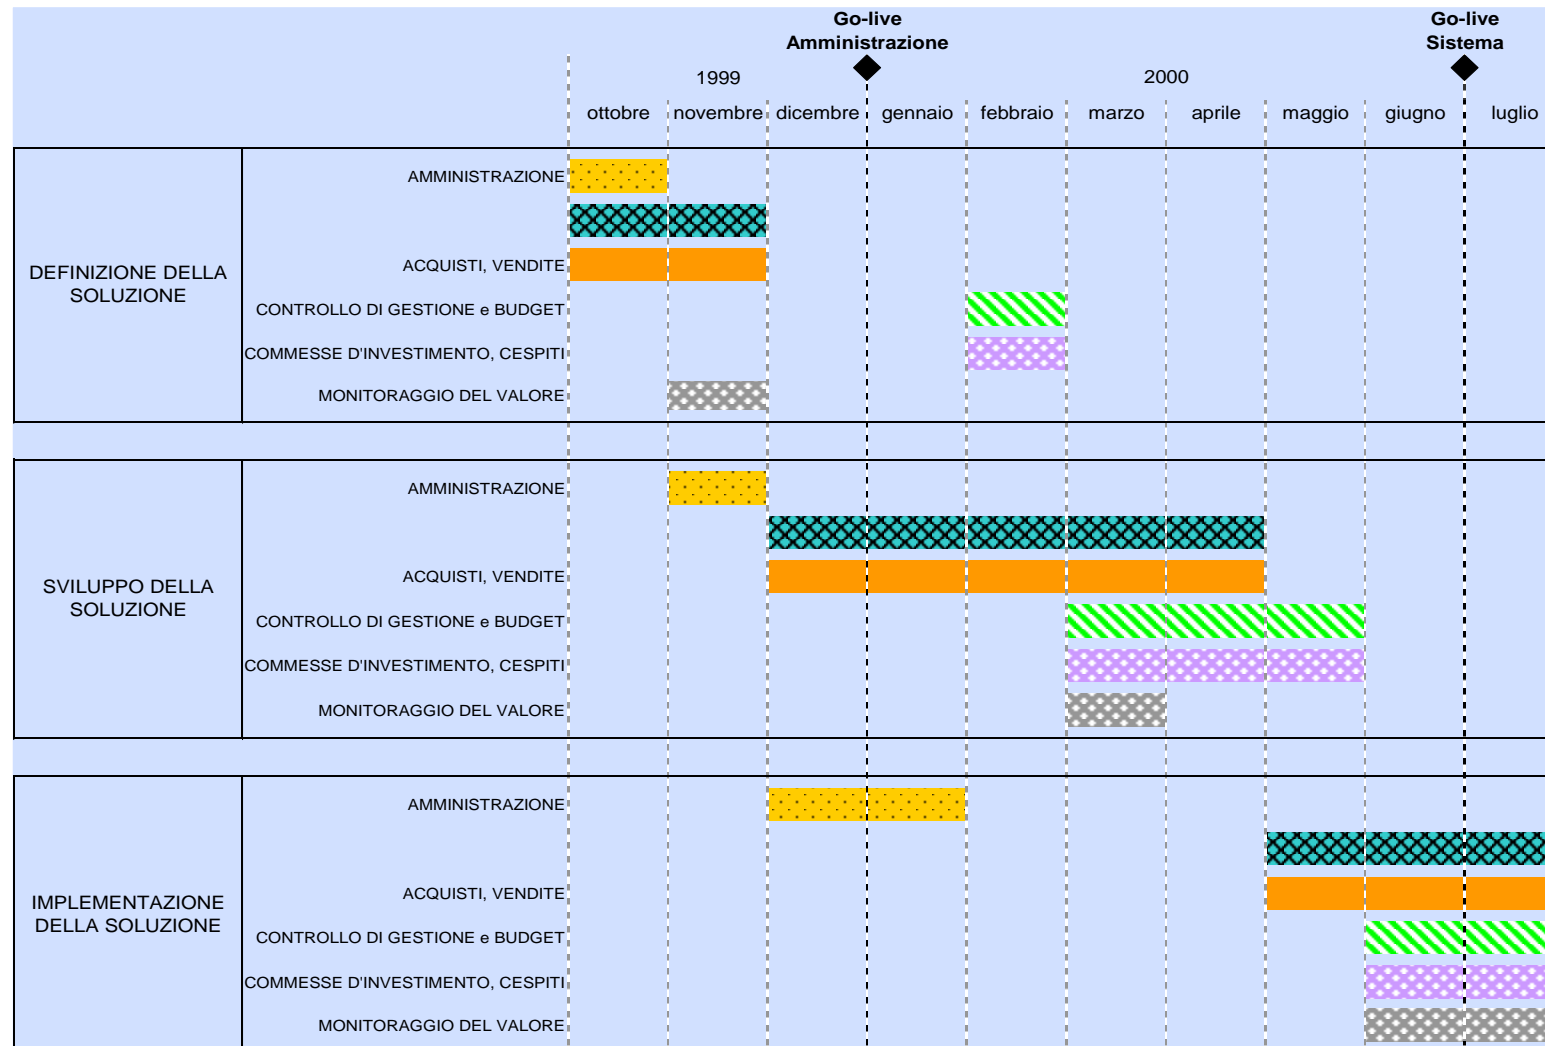 Go-live
Amministrazione
Go-live
Sistema
1999
2000
ottobre novembre dicembre gennaio febbraio marzo aprile maggio giugno luglio
DEFINIZIONE DELLA
SOLUZIONE
AMMINISTRAZIONE
ACQUISTI, VENDITE
CONTROLLO DI GESTIONE e BUDGET
COMMESSE D'INVESTIMENTO, CESPITI
MONITORAGGIO DEL VALORE
SVILUPPO DELLA
SOLUZIONE
AMMINISTRAZIONE
ACQUISTI, VENDITE
CONTROLLO DI GESTIONE e BUDGET
COMMESSE D'INVESTIMENTO, CESPITI
MONITORAGGIO DEL VALORE
IMPLEMENTAZIONE
DELLA SOLUZIONE
AMMINISTRAZIONE
ACQUISTI, VENDITE
CONTROLLO DI GESTIONE e BUDGET
COMMESSE D'INVESTIMENTO, CESPITI
MONITORAGGIO DEL VALORE